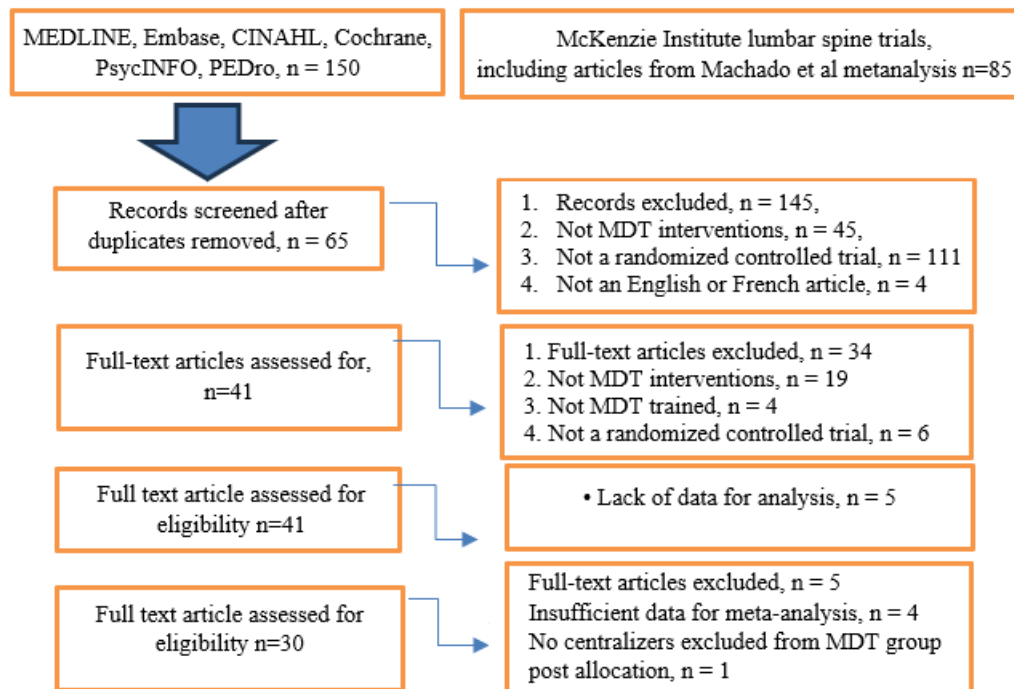 MEDLINE, Embase, CINAHL, Cochrane,
PsycINFO, PEDro, n = 150
McKenzie Institute lumbar spine trials,
including articles from Machado et al metanalysis n=85
Records screened after
duplicates removed, n = 65
1. Records excluded, n = 145,
2. Not MDT interventions, n = 45,
3. Not a randomized controlled trial, n = 111
4. Not an English or French article, n = 4
Full-text articles assessed for,
n=41
1. Full-text articles excluded, n = 34
2. Not MDT interventions, n = 19
3. Not MDT trained, n = 4
4. Not a randomized controlled trial, n = 6
Full text article assessed for
eligibility n=41
• Lack of data for analysis, n = 5
Full text article assessed for
eligibility n=30
Full-text articles excluded, n = 5
Insufficient data for meta-analysis, n = 4
No centralizers excluded from MDT group
post allocation, n = 1